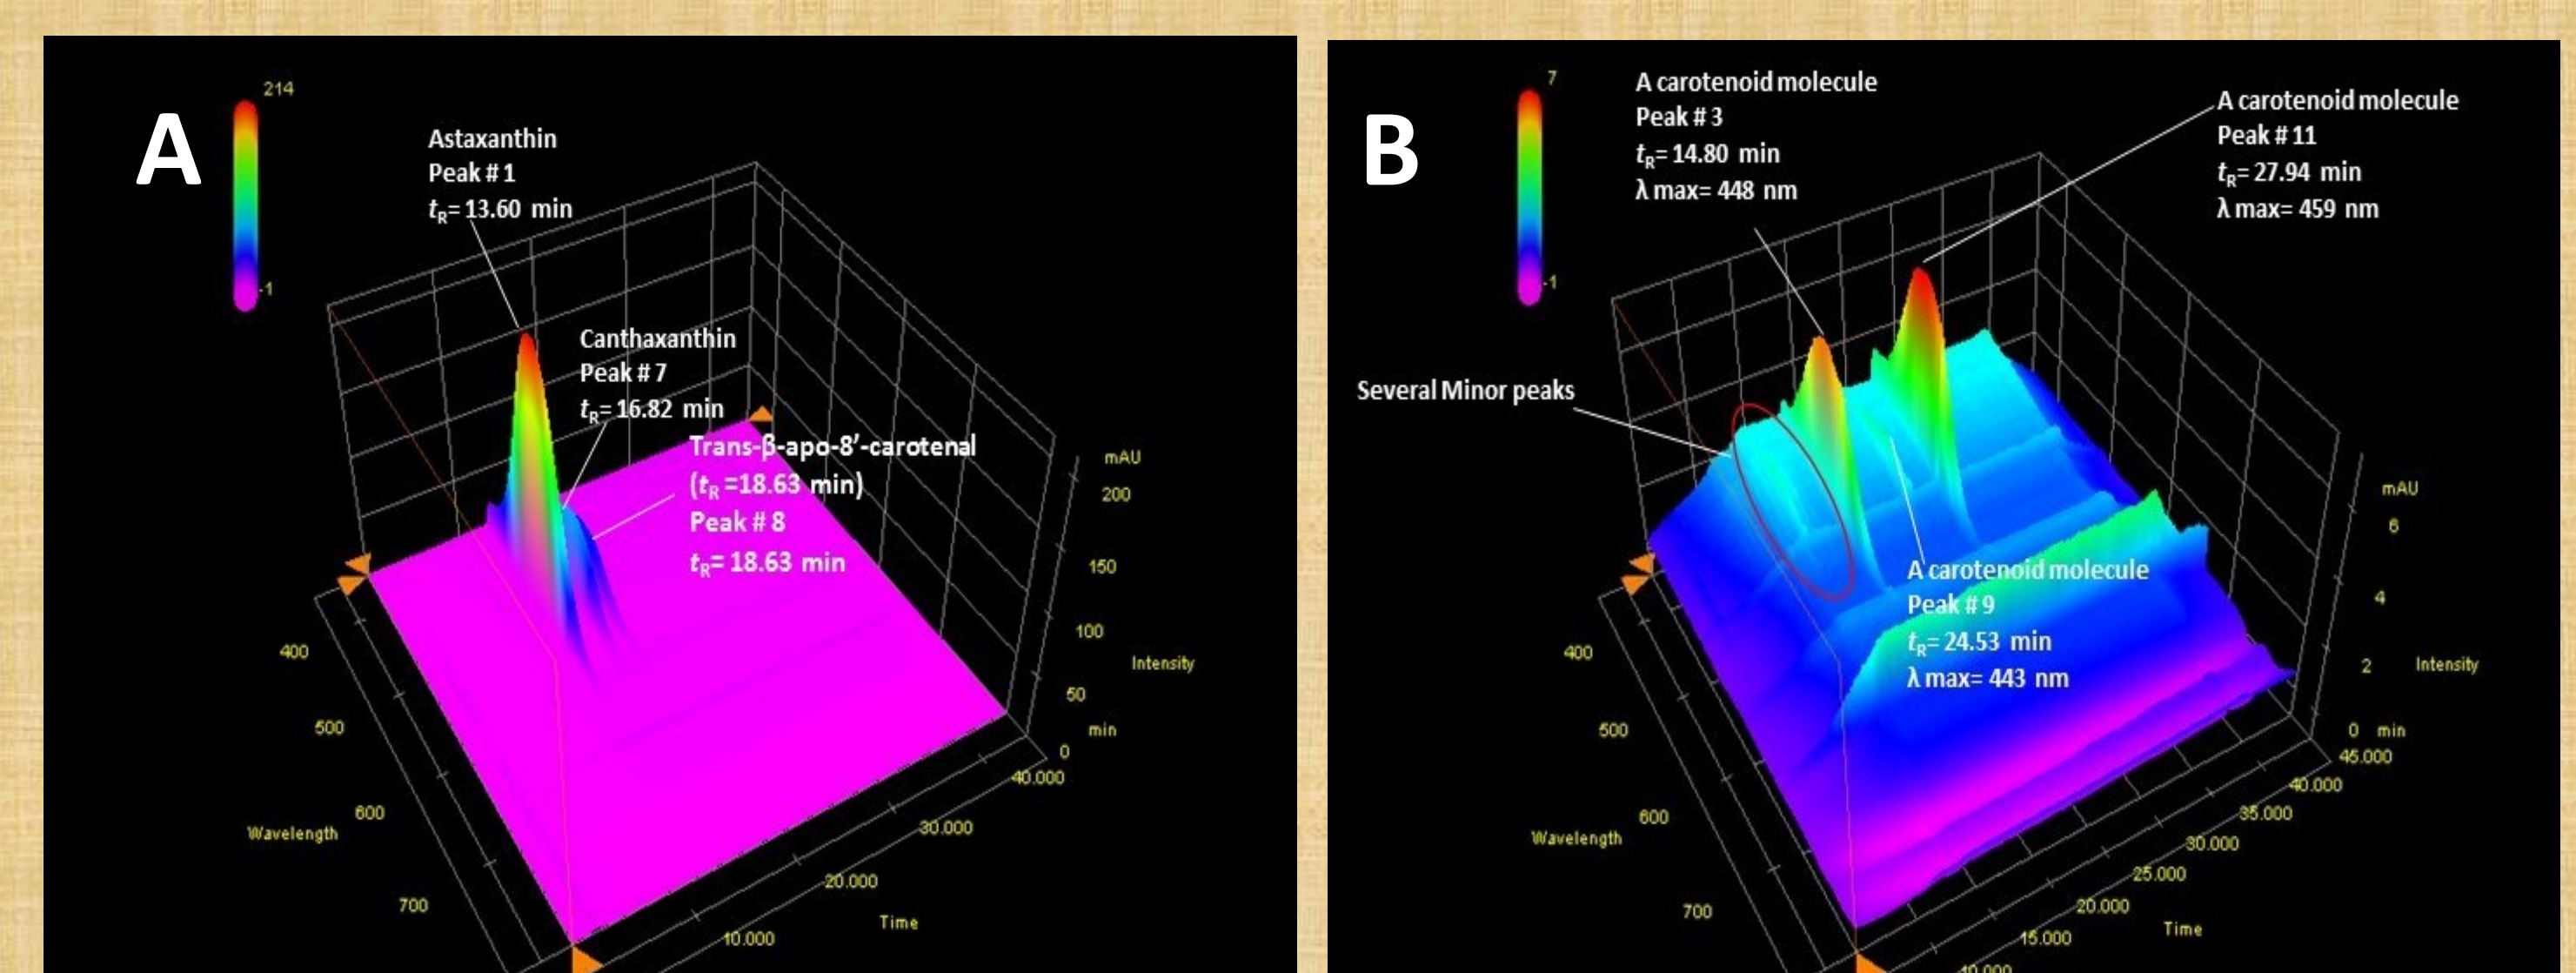 A
214
-1
Astaxanthin
Peak # 1
tR= 13.60 min
Canthaxanthin
Peak # 7
tR= 16.82 min
Trans-β-apo-8’-carotenal
(tR =18.63 min)
Peak # 8
tR= 18.63 min
mAU
200
150
100
50
0
Intensity
min
400
500
600
700
Wavelength
10.000
20.000
30.000
40.000
Time
B
7
-1
A carotenoid molecule
Peak # 3
tR= 14.80 min
λ max= 448 nm
A carotenoid molecule
Peak # 11
tR= 27.94 min
λ max= 459 nm
Several Minor peaks
A carotenoid molecule
Peak # 9
tR= 24.53 min
λ max= 443 nm
mAU
6
4
2
0
Intensity
min
400
500
600
700
Wavelength
10.000
15.000
20.000
25.000
30.000
35.000
40.000
45.000
Time